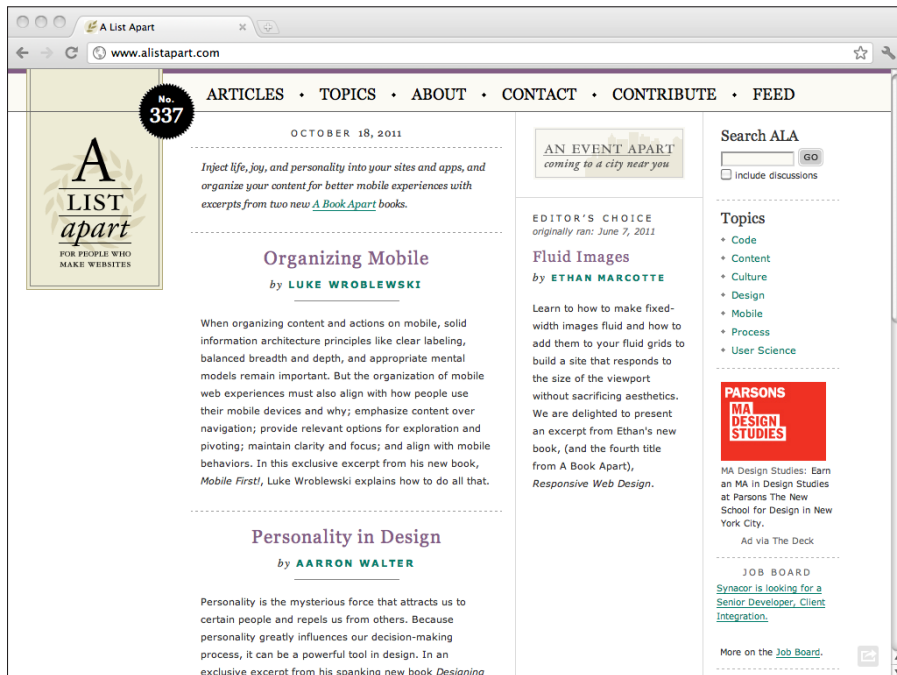 A List Apart
www.alistapart.com
ARTICLES • TOPICS • ABOUT • CONTACT • CONTRIBUTE • FEED
No.
337
A
LIST
apart
FOR PEOPLE WHO
MAKE WEBSITES
OCTOBER 18, 2011
Inject life, joy, and personality into your sites and apps, and
organize your content for better mobile experiences with
excerpts from two new A Book Apart books.
Organizing Mobile
by LUKE WROBLEWSKI
When organizing content and actions on mobile, solid
information architecture principles like clear labeling,
balanced breadth and depth, and appropriate mental
models remain important. But the organization of mobile
web experiences must also align with how people use
their mobile devices and why; emphasize content over
navigation; provide relevant options for exploration and
pivoting; maintain clarity and focus; and align with mobile
behaviors. In this exclusive excerpt from his new book,
Mobile First!, Luke Wroblewski explains how to do all that.
Personality in Design
by AARRON WALTER
Personality is the mysterious force that attracts us to
certain people and repels us from others. Because
personality greatly influences our decision-making
process, it can be a powerful tool in design. In an
exclusive excerpt from his spanking new book Designing
AN EVENT APART
coming to a city near you
EDITOR'S CHOICE
originally ran: June 7, 2011
Fluid Images
by ETHAN MARCOTTE
Learn to how to make fixed-
width images fluid and how to
add them to your fluid grids to
build a site that responds to
the size of the viewport
without sacrificing aesthetics.
We are delighted to present
an excerpt from Ethan's new
book, (and the fourth title
from A Book Apart),
Responsive Web Design.
Search ALA
GO
include discussions
Topics
Code
Content
Culture
Design
Mobile
Process
User Science
PARSONS
MA
DESIGN
STUDIES
MA Design Studies: Earn
an MA in Design Studies
at Parsons The New
School for Design in New
York City.
Ad via The Deck
JOB BOARD
Synacor is looking for a
Senior Developer, Client
Integration.
More on the Job Board.